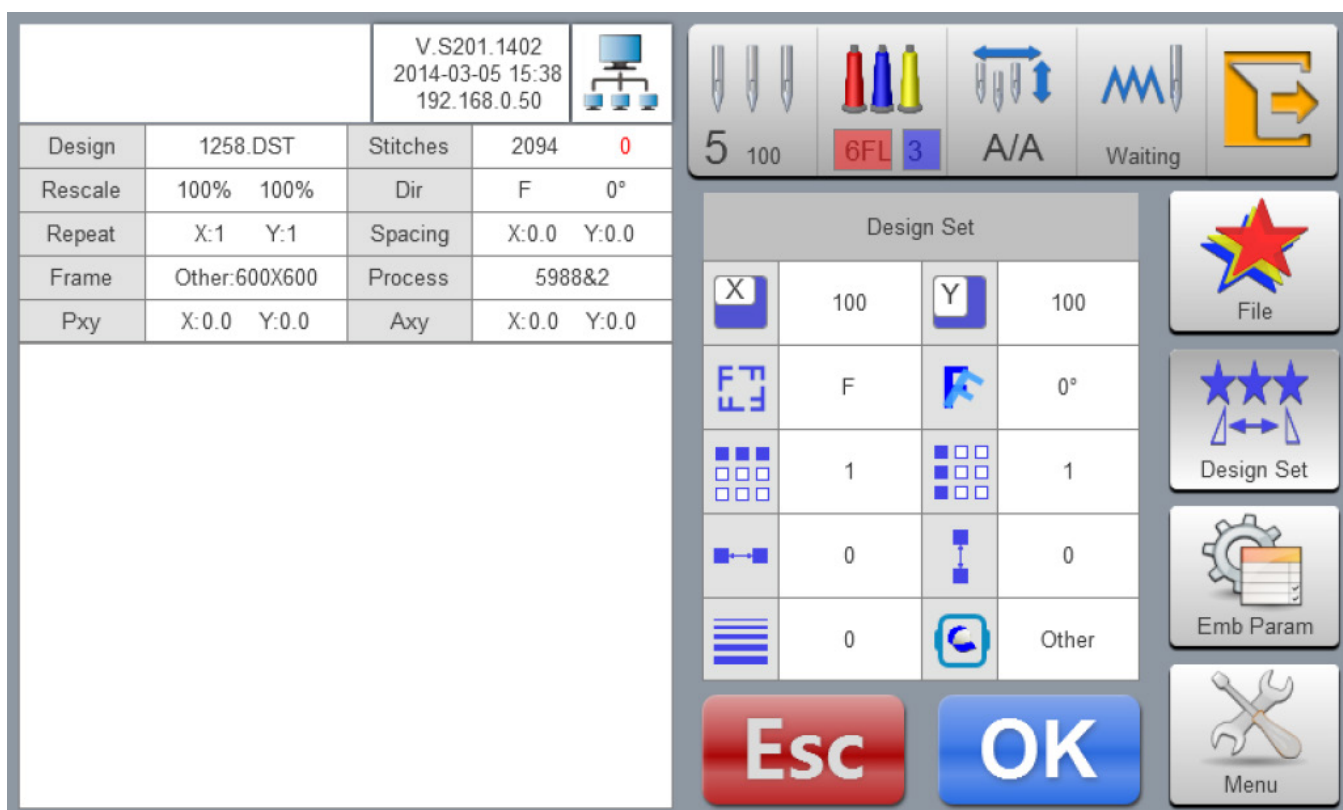 V.S201.1402
2014-03-05 15:38
192.168.0.50
Design 1258.DST Stitches 2094 0
Rescale 100% 100% Dir F 0°
Repeat X:1 Y:1 Spacing X:0.0 Y:0.0
Frame Other:600X600 Process 5988&2
Pxy X:0.0 Y:0.0 Axy X:0.0 Y:0.0
5 100 6FL 3 A/A Waiting
Design Set
X 100 Y 100
F F F F F F 0°
1 1
0 0
0 Other
Esc OK
File
Design Set
Emb Param
Menu